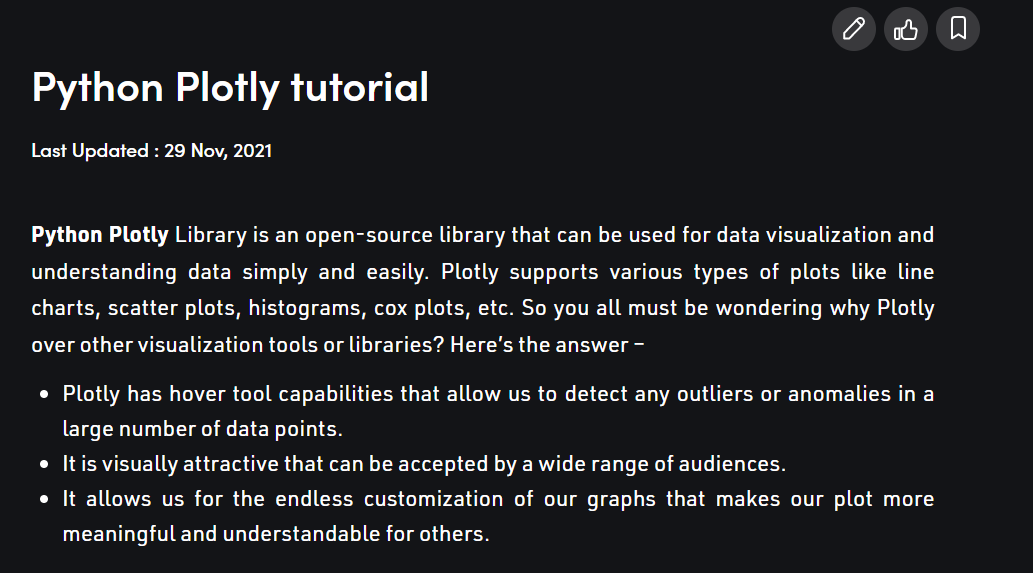 Python Plotly tutorial
Last Updated : 29 Nov, 2021
Python Plotly Library is an open-source library that can be used for data visualization and
understanding data simply and easily. Plotly supports various types of plots like line
charts, scatter plots, histograms, cox plots, etc. So you all must be wondering why Plotly
over other visualization tools or libraries? Here's the answer –
• Plotly has hover tool capabilities that allow us to detect any outliers or anomalies in a
large number of data points.
• It is visually attractive that can be accepted by a wide range of audiences.
• It allows us for the endless customization of our graphs that makes our plot more
meaningful and understandable for others.